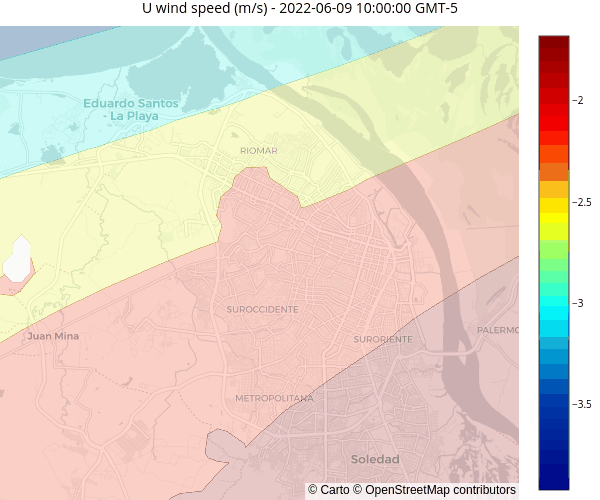 U wind speed (m/s) - 2022-06-09 10:00:00 GMT-5
−2
Eduardo Santos
- La Playa
RIOMAR
−2.5
−3
SUROCCIDENTE
PALERMO
Juan Mina
SURORIENTE
METROPOLITANA
−3.5
Soledad
© Carto © OpenStreetMap contributors